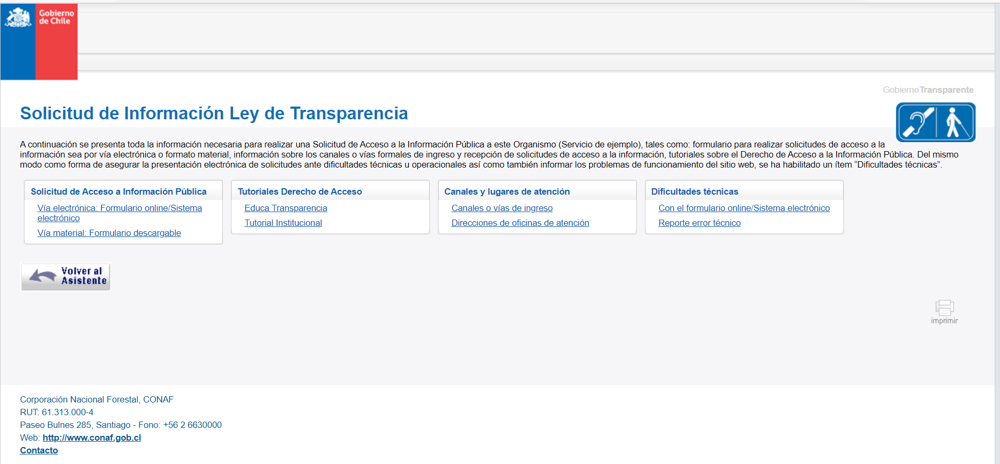 Gobierno
de Chile
GobiernoTransparente
Solicitud de Información Ley de Transparencia
A continuación se presenta toda la información necesaria para realizar una Solicitud de Acceso a la Información Pública a este Organismo (Servicio de ejemplo), tales como: formulario para realizar solicitudes de acceso a la
información sea por vía electrónica o formato material, información sobre los canales o vías formales de ingreso y recepción de solicitudes de acceso a la información, tutoriales sobre el Derecho de Acceso a la Información Pública. Del mismo
modo como forma de asegurar la presentación electrónica de solicitudes ante dificultades técnicas u operacionales así como también informar los problemas de funcionamiento del sitio web, se ha habilitado un ítem “Dificultades técnicas”.
Solicitud de Acceso a Información Pública
Vía electrónica: Formulario online/Sistema
electrónico
Vía material: Formulario descargable
Tutoriales Derecho de Acceso
Educa Transparencia
Tutorial Institucional
Canales y lugares de atención
Canales o vías de ingreso
Direcciones de oficinas de atención
Dificultades técnicas
Con el formulario online/Sistema electrónico
Reporte error técnico
Volver al
Asistente
imprimir
Corporación Nacional Forestal, CONAF
RUT: 61.313.000-4
Paseo Bulnes 285, Santiago - Fono: +56 2 6630000
Web: http://www.conaf.gob.cl
Contacto